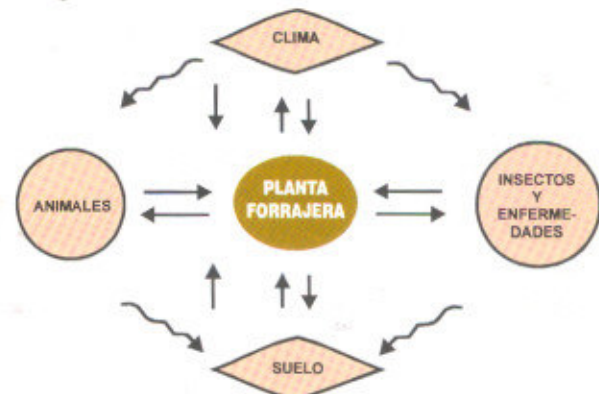 CLIMA
ANIMALES
PLANTA
FORRAJERA
INSECTOS
Y
ENFERME-
DADES
SUELO